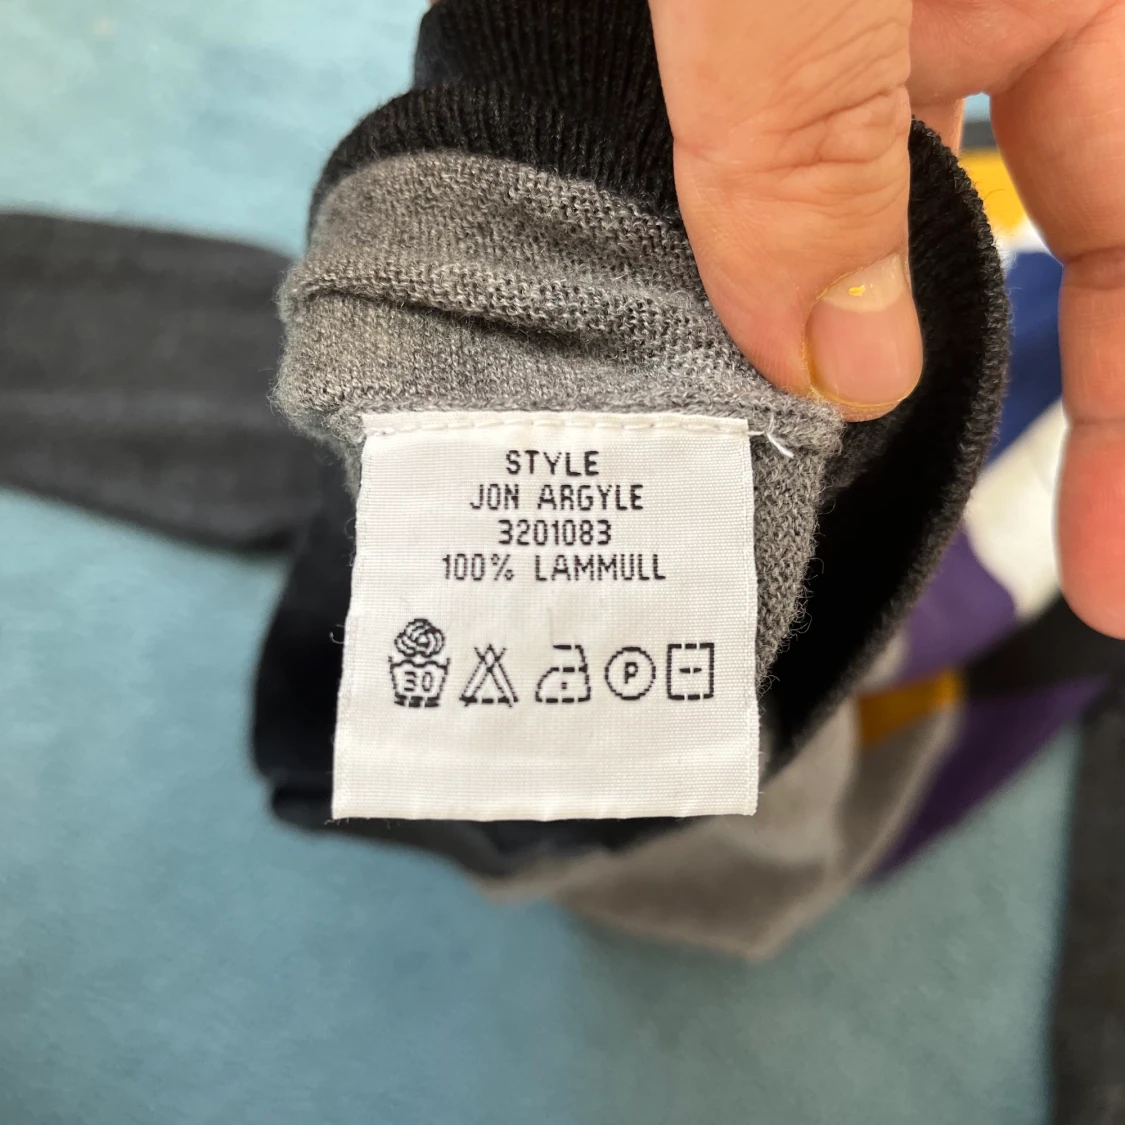 STYLE
JON ARGYLE
3201083
100% LAMMULL
30 P